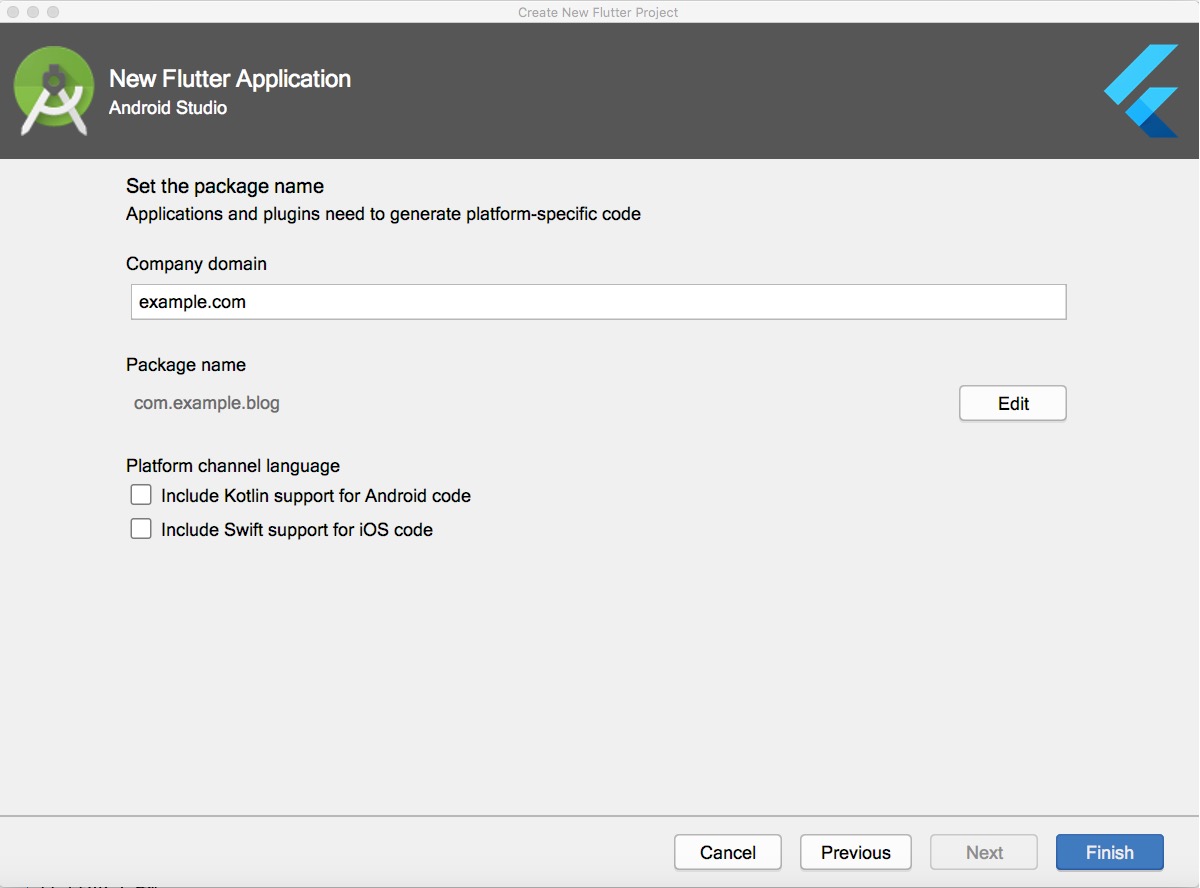 Create New Flutter Project
New Flutter Application
Android Studio
Set the package name
Applications and plugins need to generate platform-specific code
Company domain
example.com
Package name
com.example.blog
Edit
Platform channel language
Include Kotlin support for Android code
Include Swift support for iOS code
Cancel
Previous
Next
Finish